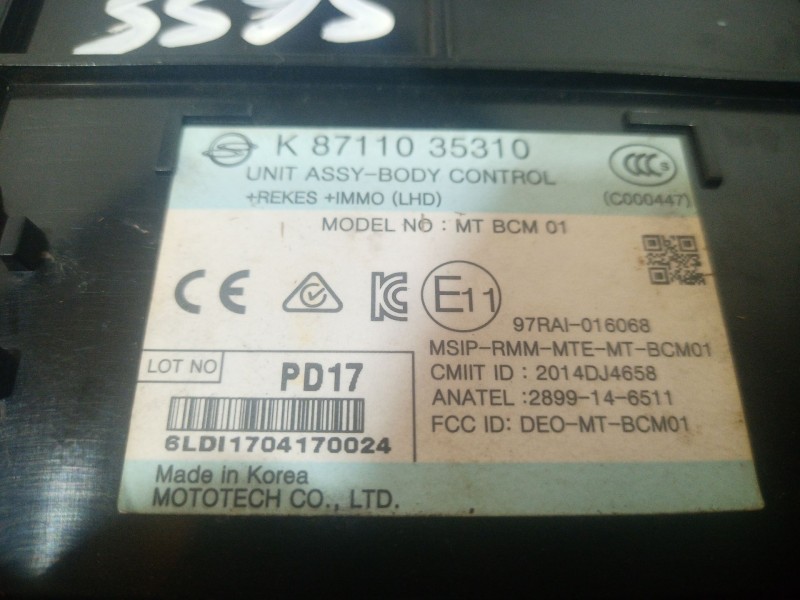 K 87110 35310
UNIT ASSY-BODY CONTROL
+REKES +IMMO (LHD)
(C000447)
MODEL NO : MT BCM 01
CE
E11
97RAI-016068
MSIP-RMM-MTE-MT-BCM01
CMIIT ID : 2014DJ4658
ANATEL :2899-14-6511
FCC ID: DEO-MT-BCM01
LOT NO
PD17
6LDI1704170024
Made in Korea
MOTOTECH CO., LTD.